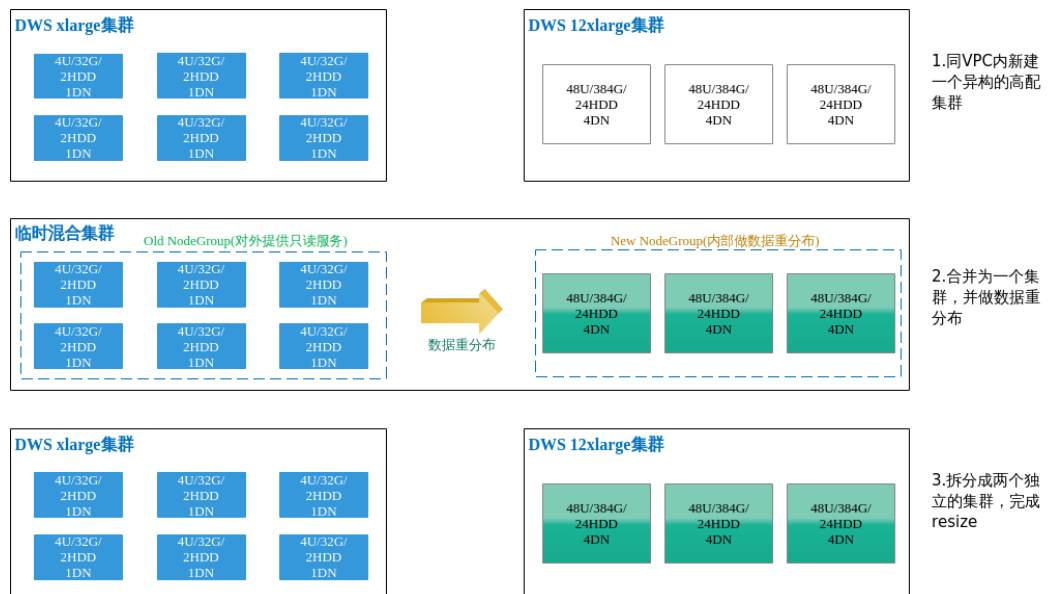 DWS xlarge集群
4U/32G/
2HDD
1DN
4U/32G/
2HDD
1DN
4U/32G/
2HDD
1DN
4U/32G/
2HDD
1DN
4U/32G/
2HDD
1DN
4U/32G/
2HDD
1DN
DWS 12xlarge集群
48U/384G/
24HDD
4DN
48U/384G/
24HDD
4DN
48U/384G/
24HDD
4DN
1.同VPC内新建
一个异构的高配
集群
临时混合集群
Old NodeGroup(对外提供只读服务)
4U/32G/
2HDD
1DN
4U/32G/
2HDD
1DN
4U/32G/
2HDD
1DN
4U/32G/
2HDD
1DN
4U/32G/
2HDD
1DN
4U/32G/
2HDD
1DN
数据重分布
New NodeGroup(内部做数据重分布)
48U/384G/
24HDD
4DN
48U/384G/
24HDD
4DN
48U/384G/
24HDD
4DN
2.合并为一个集
群，并做数据重
分布
DWS xlarge集群
4U/32G/
2HDD
1DN
4U/32G/
2HDD
1DN
4U/32G/
2HDD
1DN
4U/32G/
2HDD
1DN
4U/32G/
2HDD
1DN
4U/32G/
2HDD
1DN
DWS 12xlarge集群
48U/384G/
24HDD
4DN
48U/384G/
24HDD
4DN
48U/384G/
24HDD
4DN
3.拆分成两个独
立的集群，完成
resize